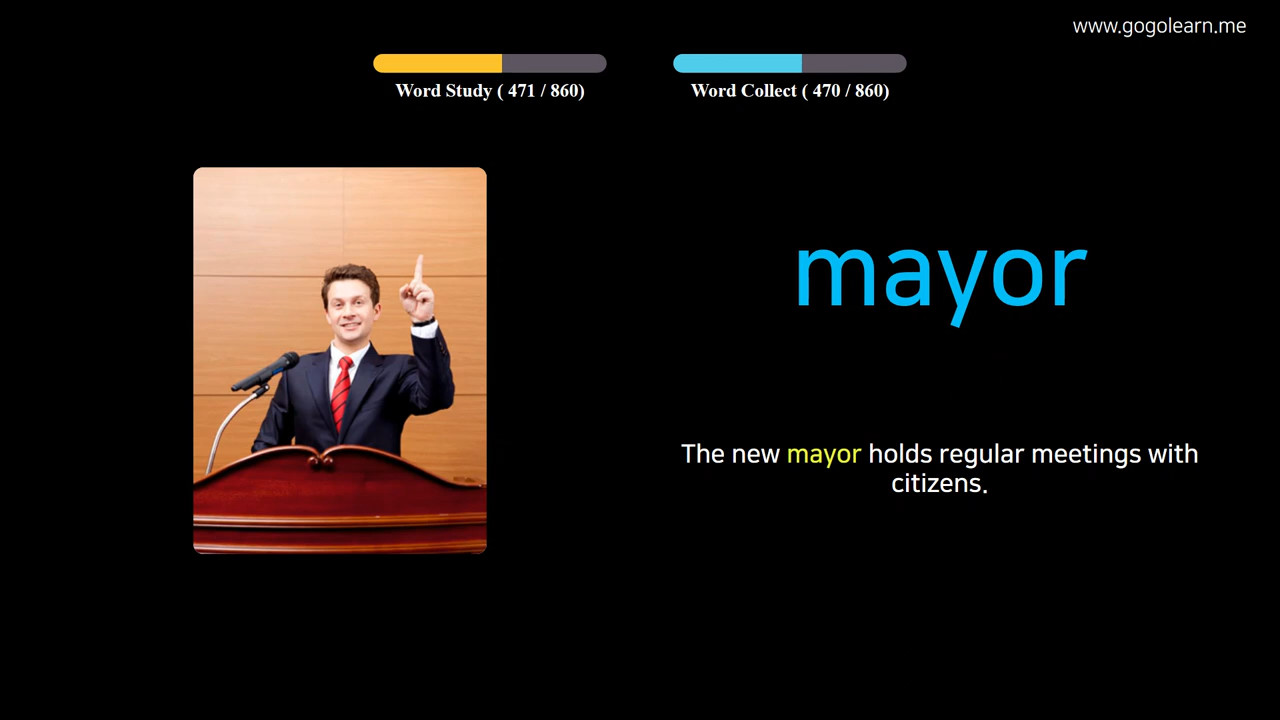 www.gogolearn.me
Word Study ( 471 / 860)
Word Collect ( 470 / 860)
mayor
The new mayor holds regular meetings with
citizens.